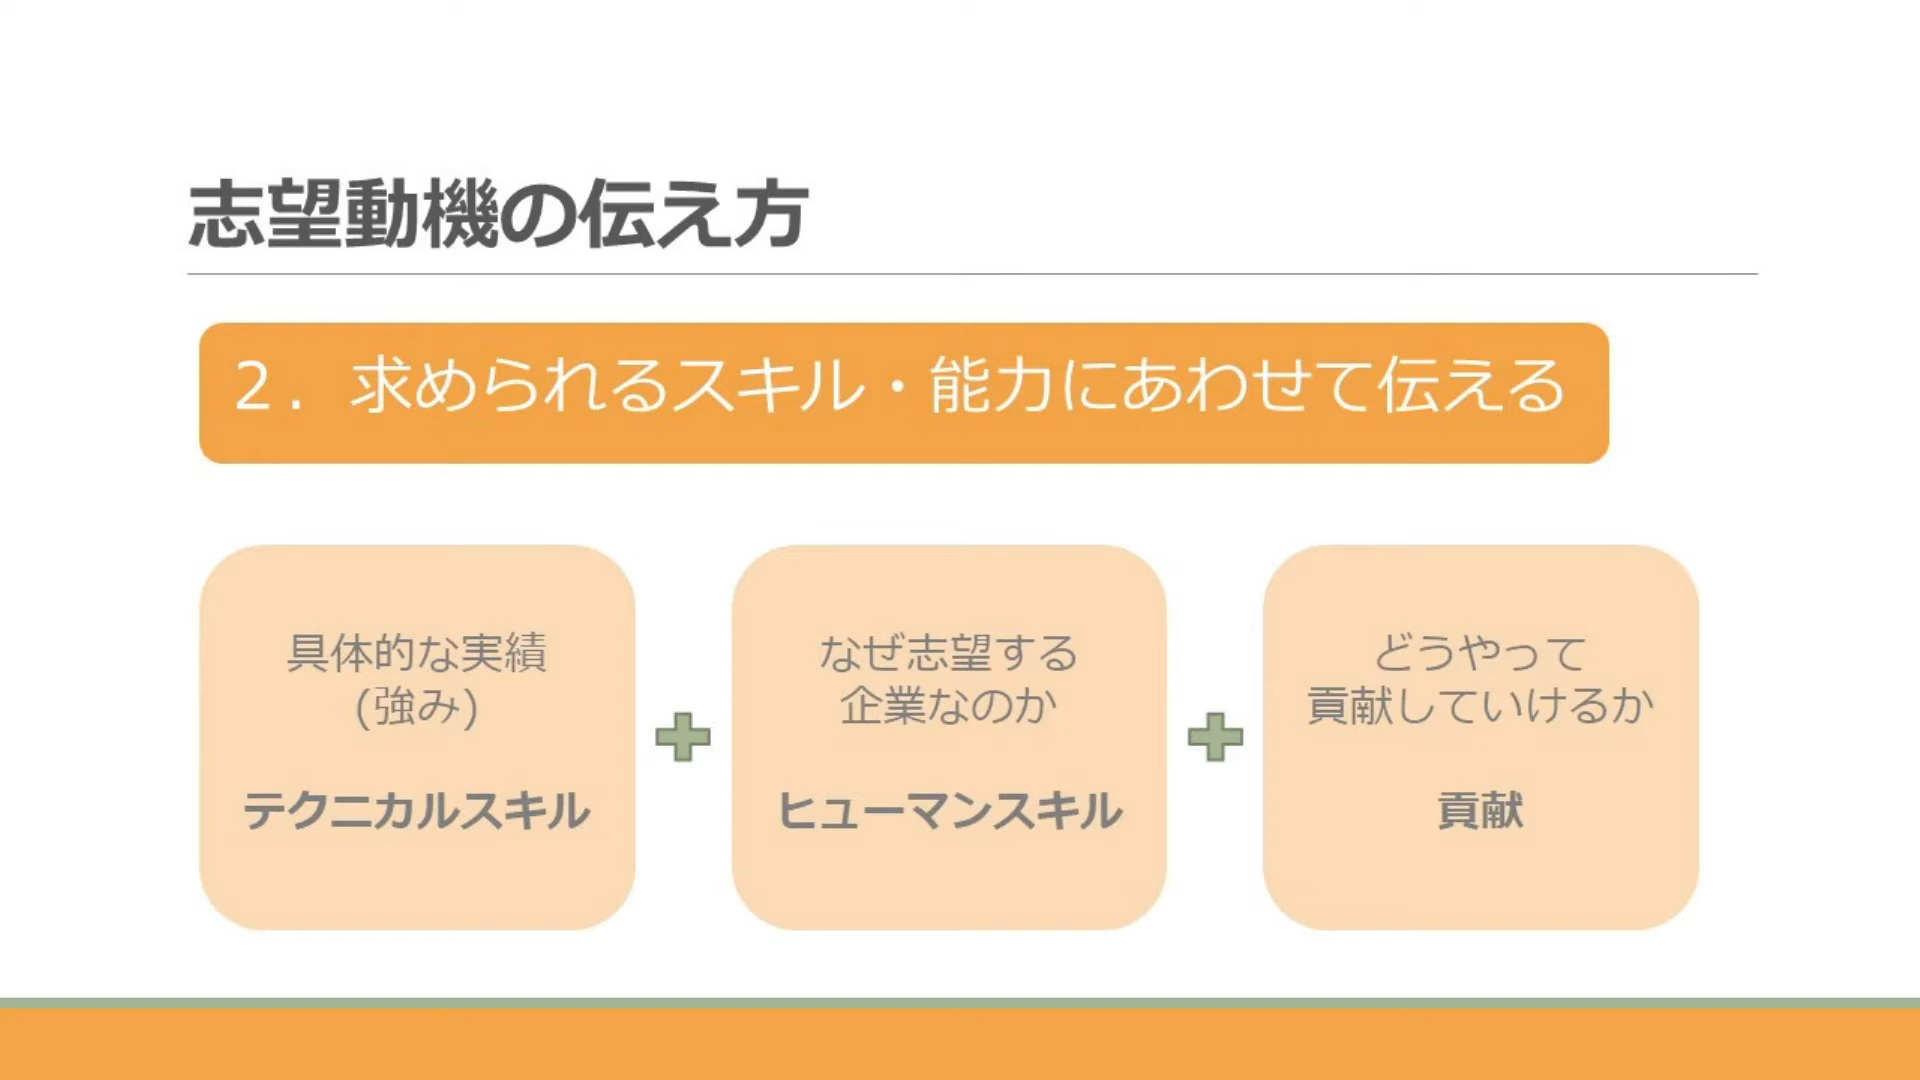 志望動機の伝え方
２．求められるスキル・能力にあわせて伝える
具体的な実績
(強み)
テクニカルスキル
なぜ志望する
企業なのか
ヒューマンスキル
どうやって
貢献していけるか
貢献